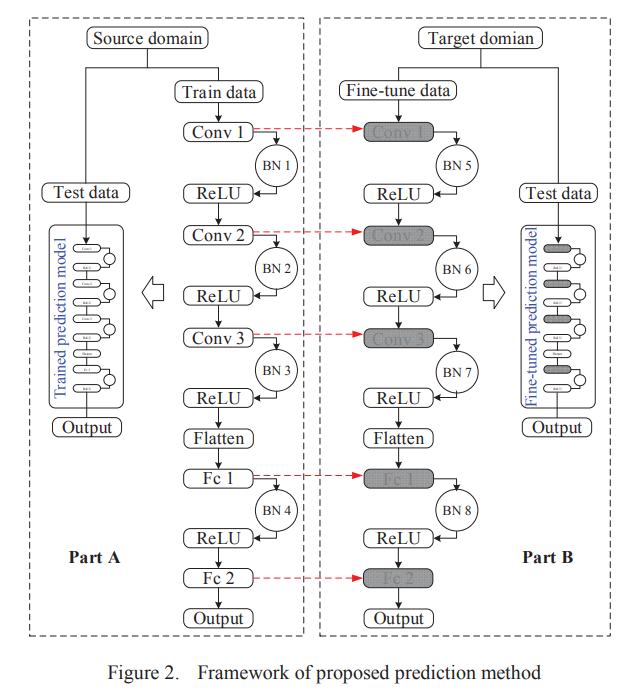 Source domain
Train data
Test data
Conv 1
BN 1
ReLU
Conv 2
BN 2
ReLU
Conv 3
BN 3
ReLU
Flatten
Fc 1
BN 4
ReLU
Fc 2
Output
Trained prediction model
Output
Part A
Target domian
Fine-tune data
Test data
Conv 1
BN 5
ReLU
Conv 2
BN 6
ReLU
Conv 3
BN 7
ReLU
Flatten
Fc 1
BN 8
ReLU
Fc 2
Output
Fine-tuned prediction model
Output
Part B
Figure 2. Framework of proposed prediction method